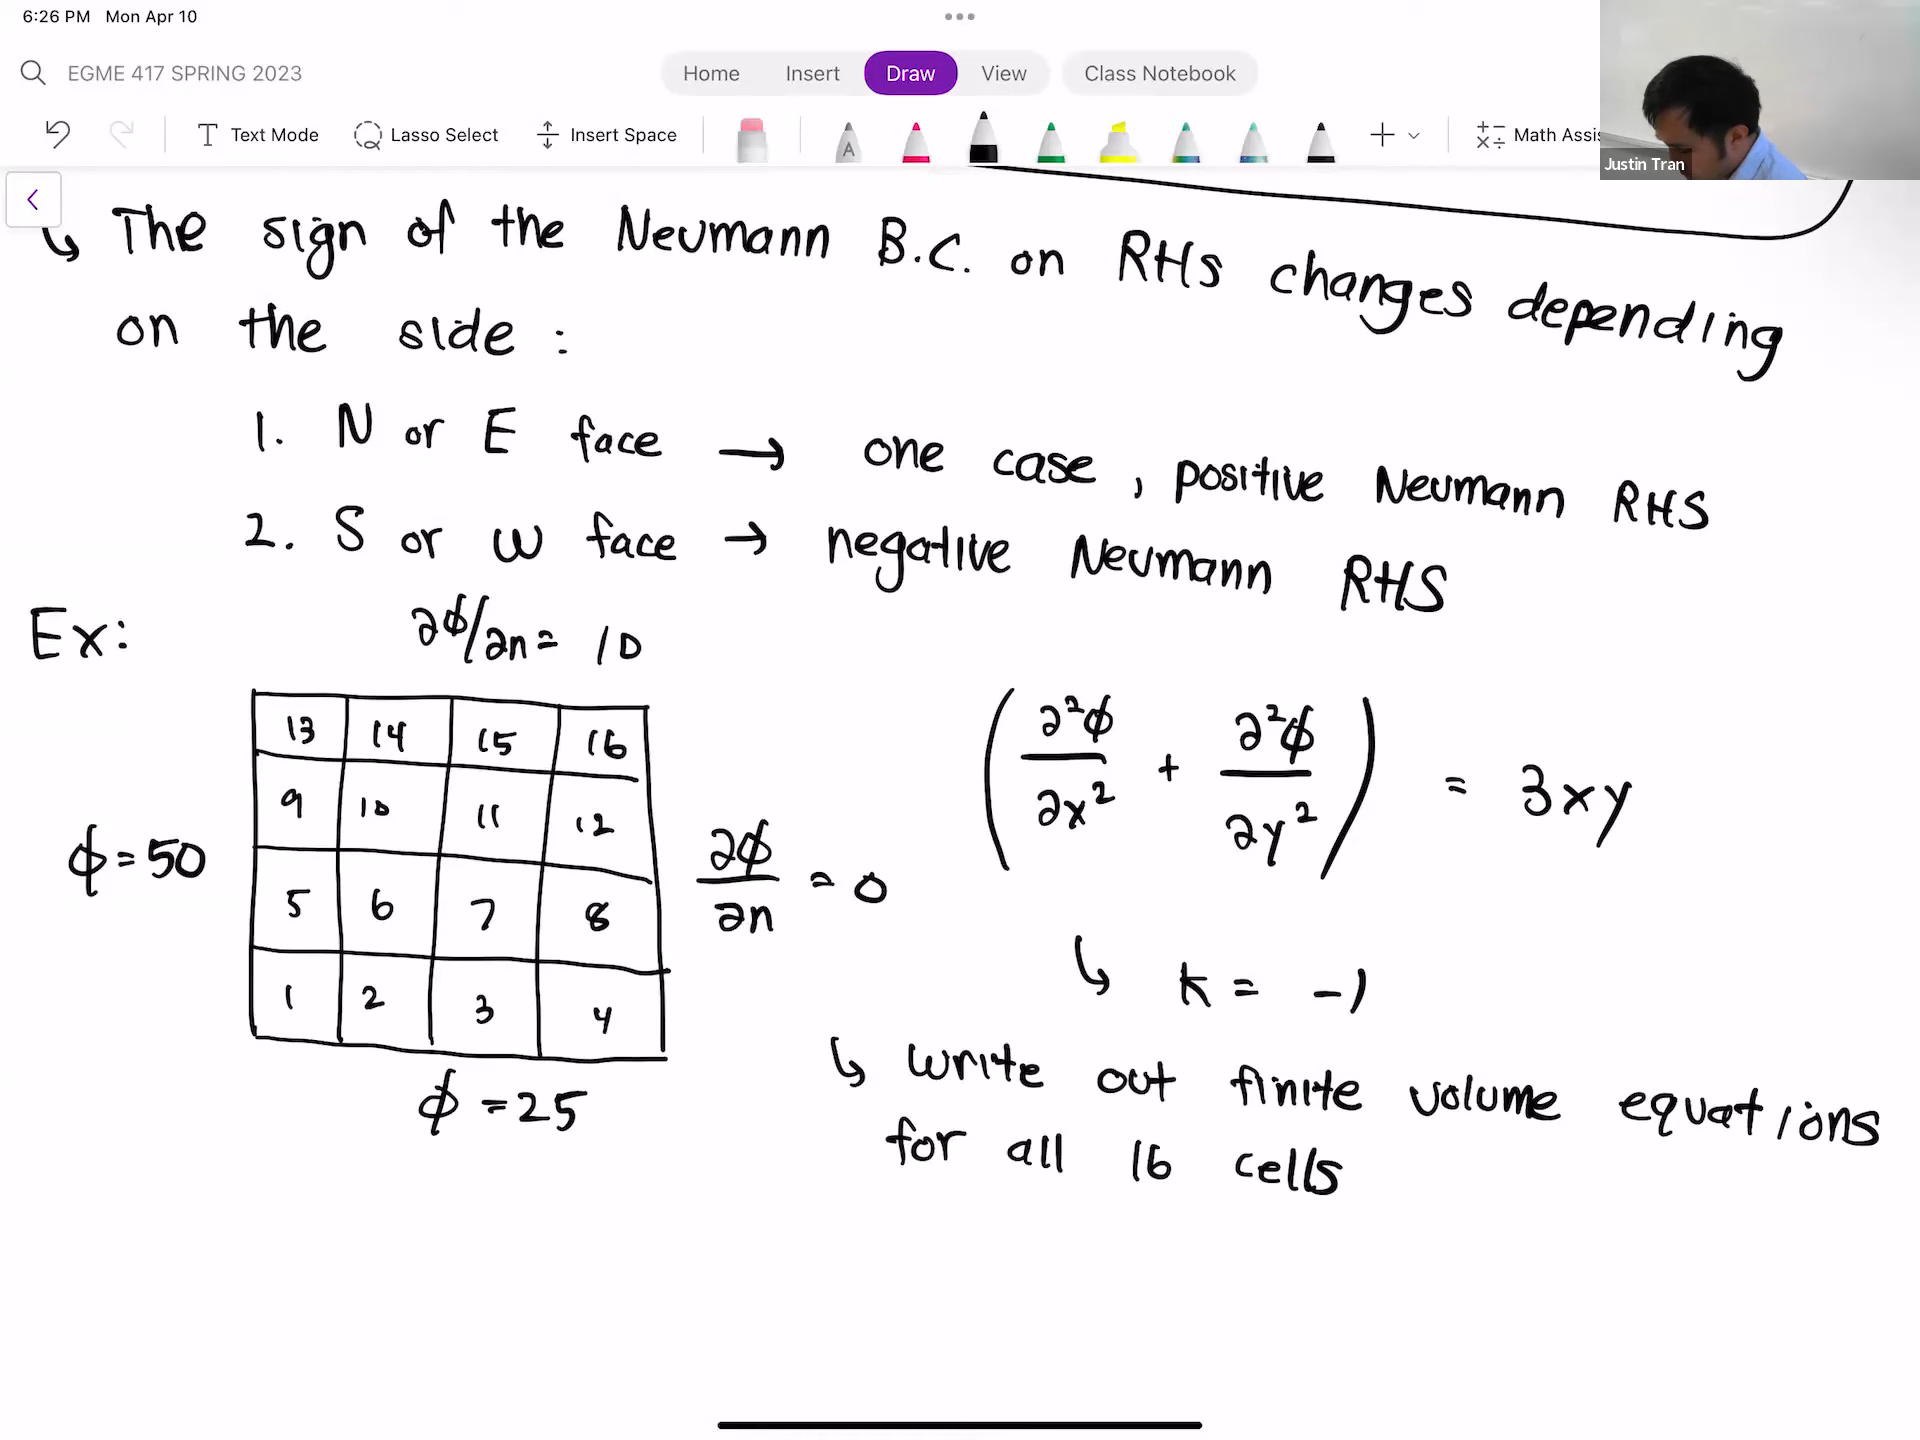 6:26 PM Mon Apr 10
EGME 417 SPRING 2023
Home Insert Draw View Class Notebook
Text Mode Lasso Select Insert Space A Math Assis
Justin Tran
The sign of the Neumann B.C. on RHS changes depending
on the side :
1. N or E face → one case, positive Neumann RHS
2. S or W face → negative Neumann RHS
Ex: ∂ϕ/∂n = 10
13 14 15 16
9 10 11 12
5 6 7 8
1 2 3 4
ϕ = 50
∂ϕ/∂n = 0
ϕ = 25
(∂²ϕ/∂x² + ∂²ϕ/∂y²) = 3xy
↳ k = -1
↳ write out finite volume equations
for all 16 cells